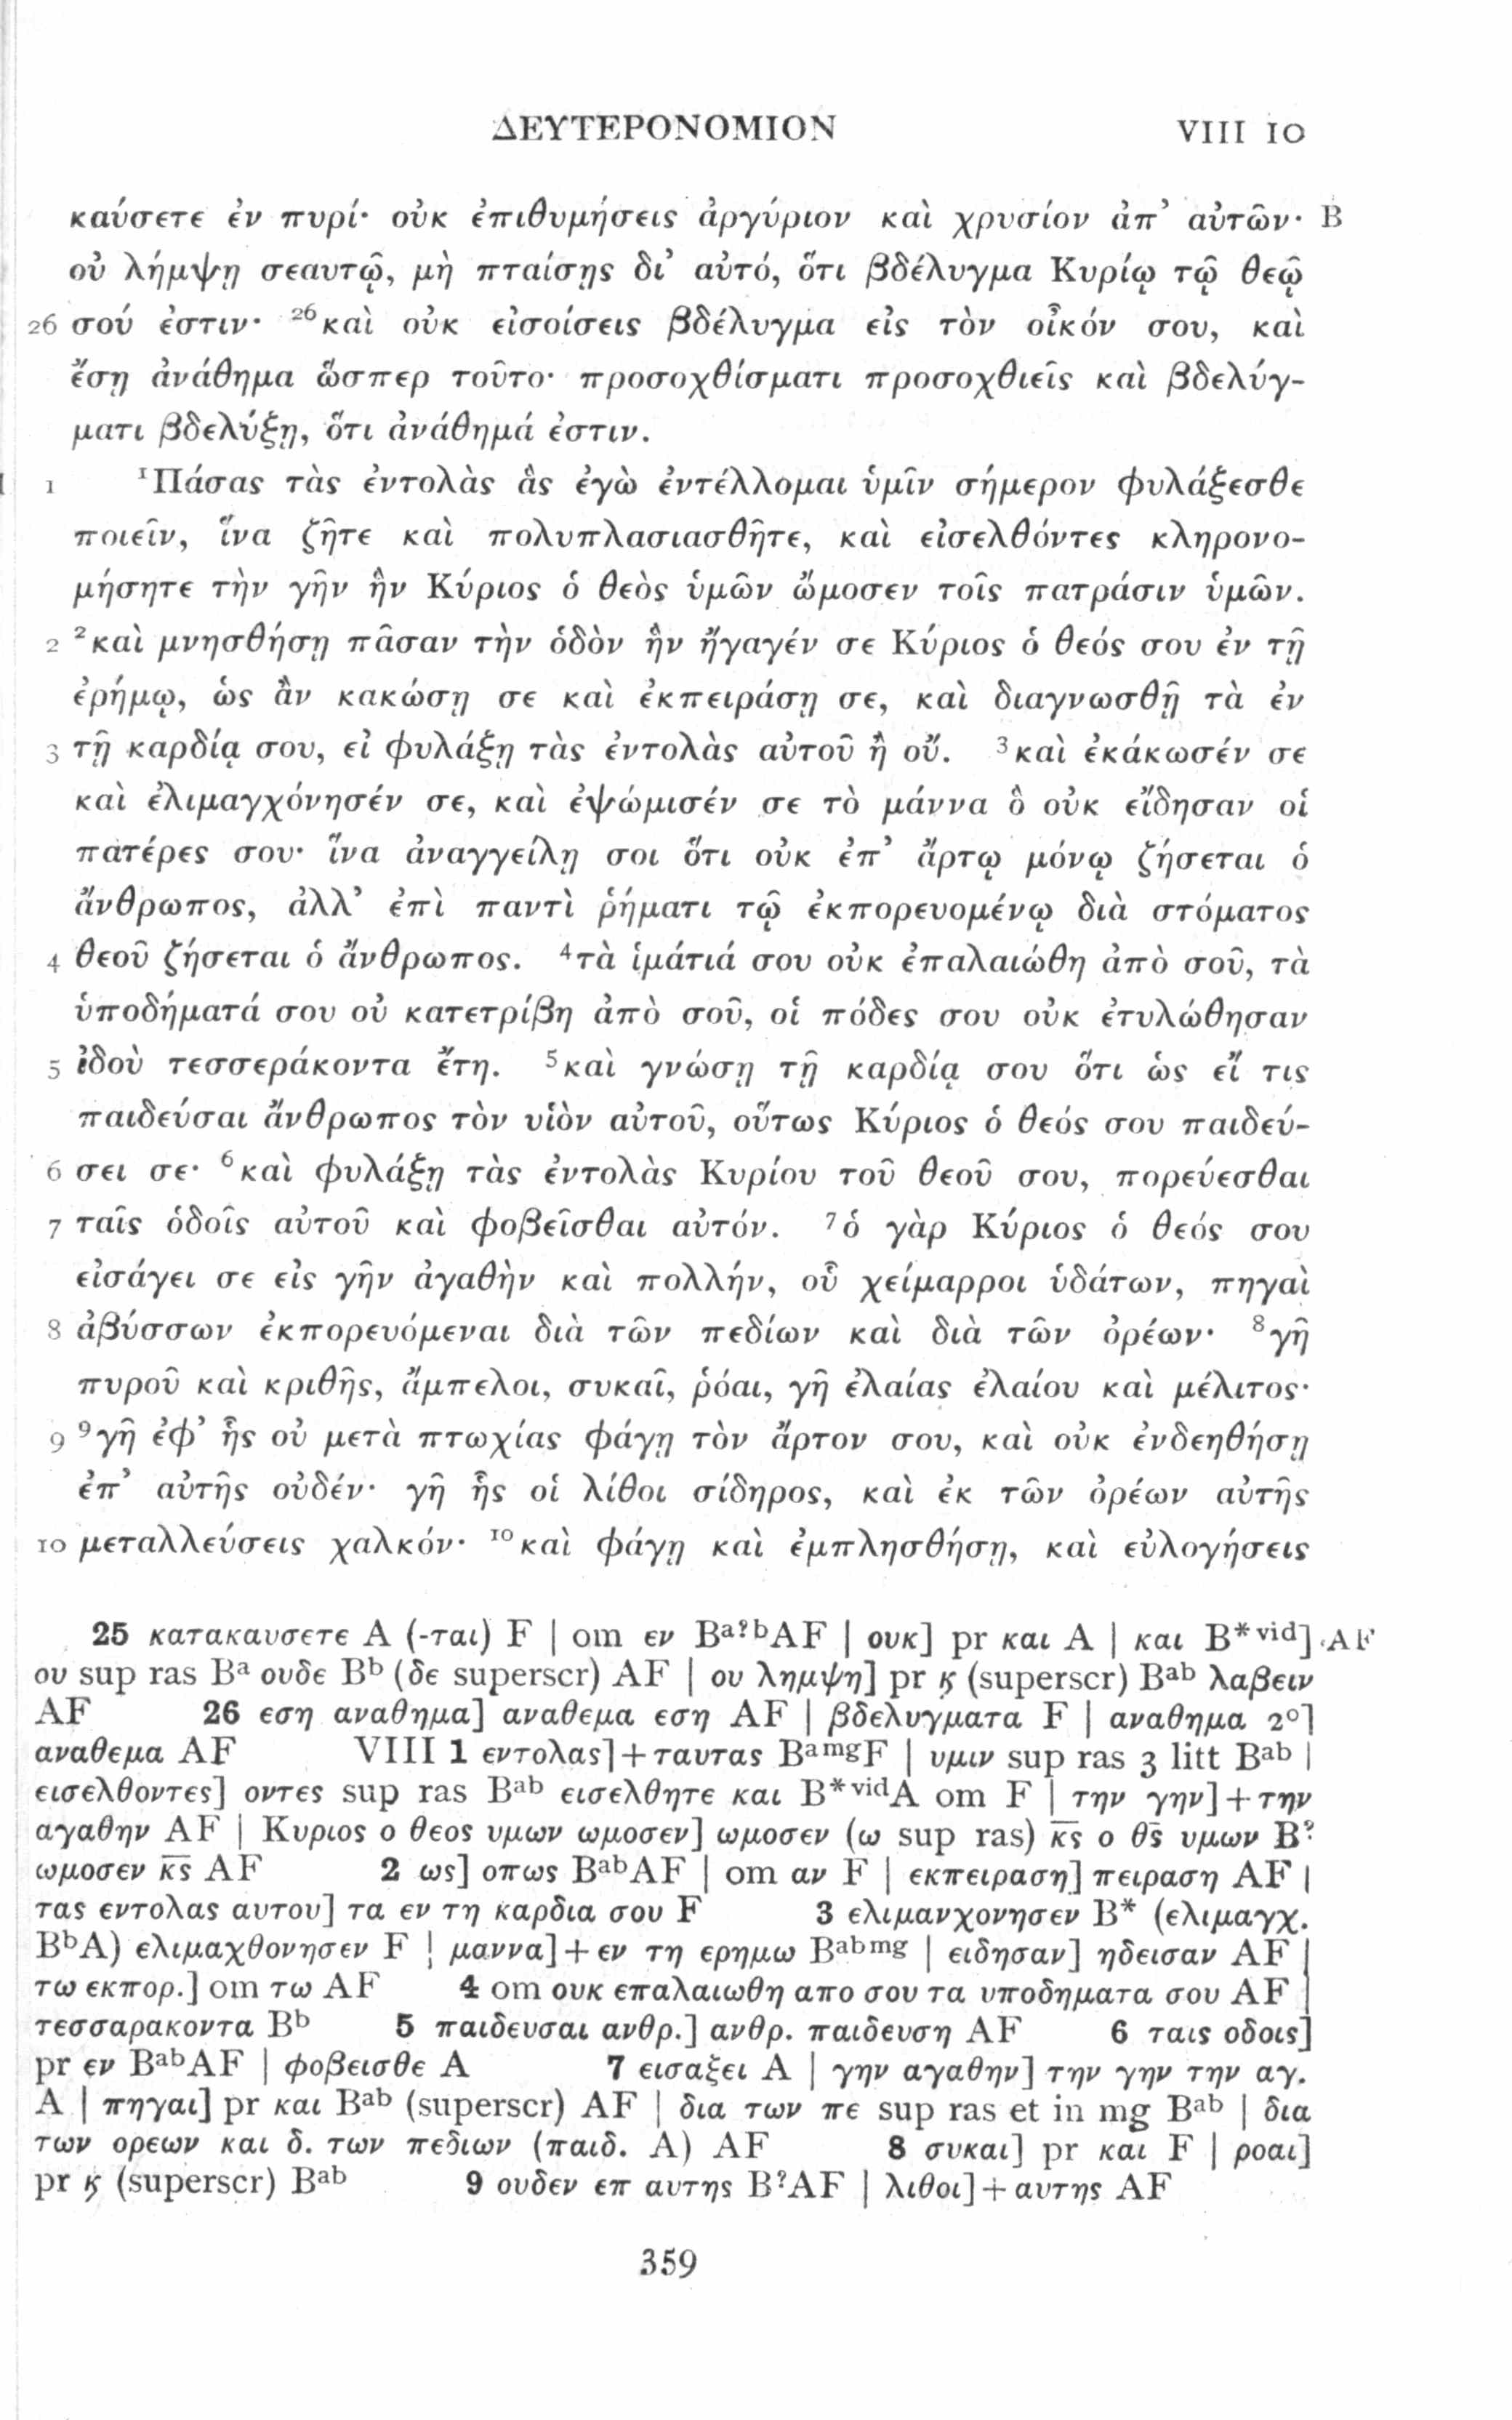 ΔΕΥΤΕΡΟΝΟΜΙΟΝ VIII 10
καύσετε ἐν πυρί· οὐκ ἐπιθυμήσεις ἀργύριον καὶ χρυσίον ἀπ’ αὐτῶν· B
οὐ λήμψῃ σεαυτῷ, μὴ πταίσῃς δι’ αὐτό, ὅτι βδέλυγμα Κυρίῳ τῷ θεῷ
26 σού ἐστιν· ²⁶καὶ οὐκ εἰσοίσεις βδέλυγμα εἰς τὸν οἶκόν σου, καὶ
ἔσῃ ἀνάθημα ὥσπερ τοῦτο· προσοχθίσματι προσοχθιεῖς καὶ βδελύγ-
ματι βδελύξῃ, ὅτι ἀνάθημά ἐστιν.
1 ¹Πάσας τὰς ἐντολὰς ἃς ἐγὼ ἐντέλλομαι ὑμῖν σήμερον φυλάξεσθε
ποιεῖν, ἵνα ζῆτε καὶ πολυπλασιασθῆτε, καὶ εἰσελθόντες κληρονο-
μήσητε τὴν γῆν ἣν Κύριος ὁ θεὸς ὑμῶν ὤμοσεν τοῖς πατράσιν ὑμῶν.
2 ²καὶ μνησθήσῃ πᾶσαν τὴν ὁδὸν ἣν ἤγαγέν σε Κύριος ὁ θεός σου ἐν τῇ
ἐρήμῳ, ὡς ἂν κακώσῃ σε καὶ ἐκπειράσῃ σε, καὶ διαγνωσθῇ τὰ ἐν
3 τῇ καρδίᾳ σου, εἰ φυλάξῃ τὰς ἐντολὰς αὐτοῦ ἢ οὔ. ³καὶ ἐκάκωσέν σε
καὶ ἐλιμαγχόνησέν σε, καὶ ἐψώμισέν σε τὸ μάννα ὃ οὐκ εἴδησαν οἱ
πατέρες σου· ἵνα ἀναγγείλῃ σοι ὅτι οὐκ ἐπ’ ἄρτῳ μόνῳ ζήσεται ὁ
ἄνθρωπος, ἀλλ’ ἐπὶ παντὶ ῥήματι τῷ ἐκπορευομένῳ διὰ στόματος
4 θεοῦ ζήσεται ὁ ἄνθρωπος. ⁴τὰ ἱμάτιά σου οὐκ ἐπαλαιώθη ἀπὸ σοῦ, τὰ
ὑποδήματά σου οὐ κατετρίβη ἀπὸ σοῦ, οἱ πόδες σου οὐκ ἐτυλώθησαν
5 ἰδοὺ τεσσεράκοντα ἔτη. ⁵καὶ γνώσῃ τῇ καρδίᾳ σου ὅτι ὡς εἴ τις
παιδεύσαι ἄνθρωπος τὸν υἱὸν αὐτοῦ, οὕτως Κύριος ὁ θεός σου παιδεύ-
6 σει σε· ⁶καὶ φυλάξῃ τὰς ἐντολὰς Κυρίου τοῦ θεοῦ σου, πορεύεσθαι
7 ταῖς ὁδοῖς αὐτοῦ καὶ φοβεῖσθαι αὐτόν. ⁷ὁ γὰρ Κύριος ὁ θεός σου
εἰσάγει σε εἰς γῆν ἀγαθὴν καὶ πολλήν, οὗ χείμαρροι ὑδάτων, πηγαὶ
8 ἀβύσσων ἐκπορευόμεναι διὰ τῶν πεδίων καὶ διὰ τῶν ὀρέων· ⁸γῆ
πυροῦ καὶ κριθῆς, ἄμπελοι, συκαῖ, ῥόαι, γῆ ἐλαίας ἐλαίου καὶ μέλιτος·
9 ⁹γῆ ἐφ’ ἧς οὐ μετὰ πτωχίας φάγῃ τὸν ἄρτον σου, καὶ οὐκ ἐνδεηθήσῃ
ἐπ’ αὐτῆς οὐδέν· γῆ ἧς οἱ λίθοι σίδηρος, καὶ ἐκ τῶν ὀρέων αὐτῆς
10 μεταλλεύσεις χαλκόν· ¹⁰καὶ φάγῃ καὶ ἐμπλησθήσῃ, καὶ εὐλογήσεις
25 κατακαυσετε A (-ται) F | om εν Bᵃ?ᵇAF | ουκ] pr και A | και B*ᵛⁱᵈ] AF
ου sup ras Bᵃ ουδε Bᵇ (δε superscr) AF | ου λημψη] pr ϗ (superscr) Bᵃᵇ λαβειν
AF 26 εση αναθημα] αναθεμα εση AF | βδελυγματα F | αναθημα 2°]
αναθεμα AF VIII 1 εντολας]+ταυτας BᵃᵐᵍF | υμιν sup ras 3 litt Bᵃᵇ |
εισελθοντες] οντες sup ras Bᵃᵇ εισελθητε και B*ᵛⁱᵈA om F | την γην]+την
αγαθην AF | Κυριος ο θεος υμων ωμοσεν] ωμοσεν (ω sup ras) κ̅ς̅ ο θ̅ς̅ υμων B?
ωμοσεν κ̅ς̅ AF 2 ως] οπως BᵃᵇAF | om αν F | εκπειραση] πειραση AF |
τας εντολας αυτου] τα εν τη καρδια σου F 3 ελιμανχονησεν B* (ελιμαγχ.
BᵇA) ελιμαχθονησεν F | μαννα]+εν τη ερημω Bᵃᵇᵐᵍ | ειδησαν] ηδεισαν AF |
τω εκπορ.] om τω AF 4 om ουκ επαλαιωθη απο σου τα υποδηματα σου AF |
τεσσαρακοντα Bᵇ 5 παιδευσαι ανθρ.] ανθρ. παιδευση AF 6 ταις οδοις]
pr εν BᵃᵇAF | φοβεισθε A 7 εισαξει A | γην αγαθην] την γην την αγ.
A | πηγαι] pr και Bᵃᵇ (superscr) AF | δια των πε sup ras et in mg Bᵃᵇ | δια
των ορεων και δ. των πεδιων (παιδ. A) AF 8 συκαι] pr και F | ροαι]
pr ϗ (superscr) Bᵃᵇ 9 ουδεν επ αυτης B?AF | λιθοι]+αυτης AF
359